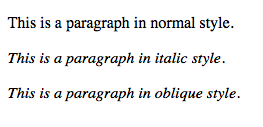 This is a paragraph in normal style.
This is a paragraph in italic style.
This is a paragraph in oblique style.